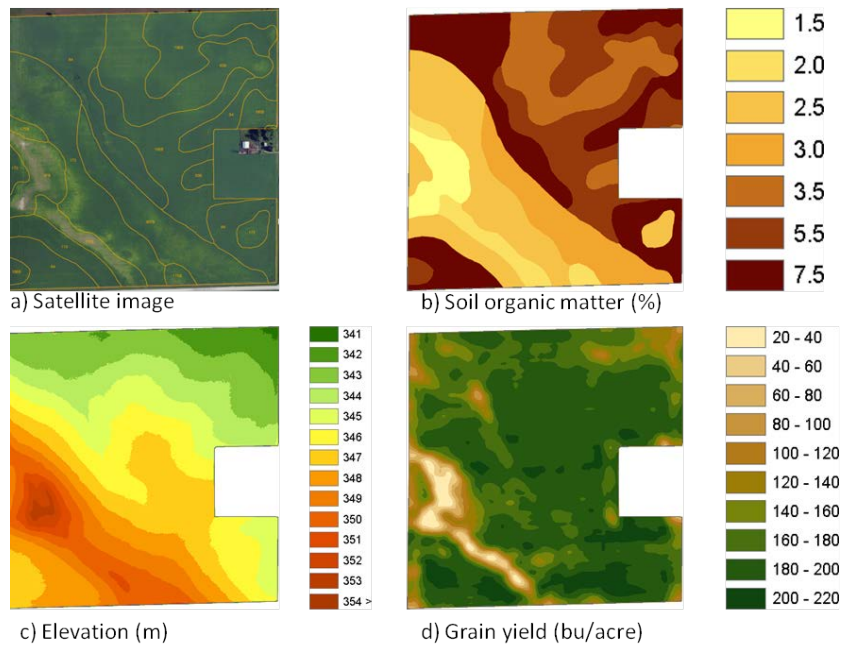 1.5
2.0
2.5
3.0
3.5
5.5
7.5
a) Satellite image
b) Soil organic matter (%)
341
342
343
344
345
346
347
348
349
350
351
352
353
354 >
20 - 40
40 - 60
60 - 80
80 - 100
100 - 120
120 - 140
140 - 160
160 - 180
180 - 200
200 - 220
c) Elevation (m)
d) Grain yield (bu/acre)